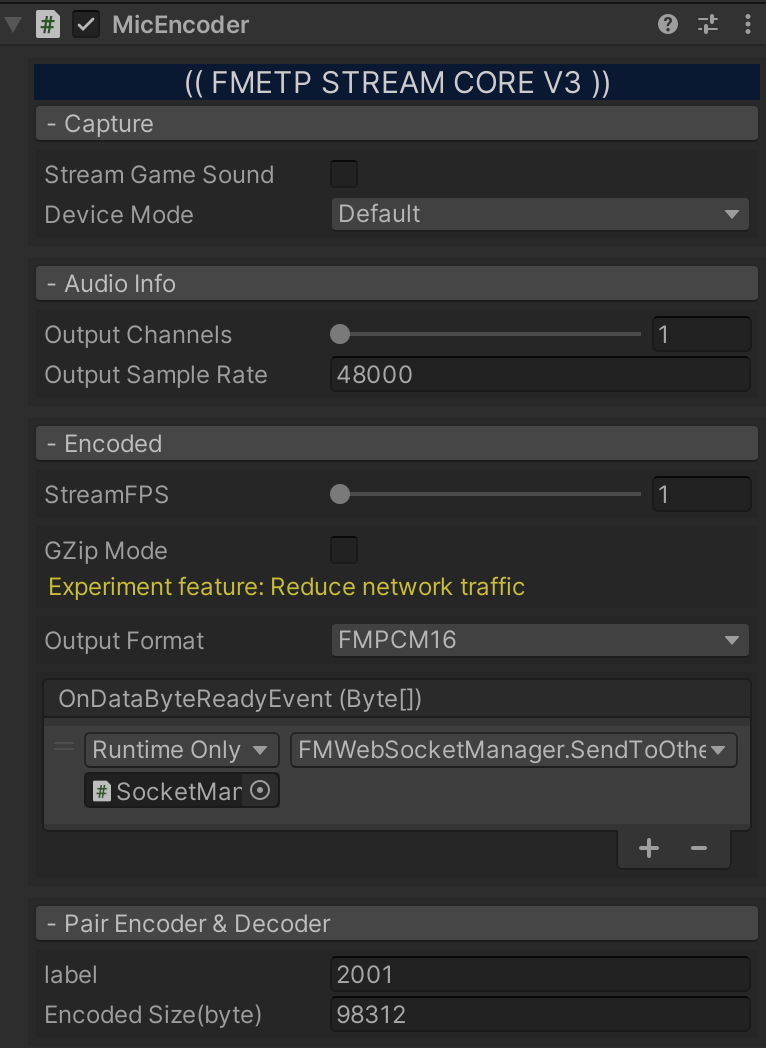 MicEncoder
(( FMETP STREAM CORE V3 ))
- Capture
Stream Game Sound
Device Mode Default
- Audio Info
Output Channels 1
Output Sample Rate 48000
- Encoded
StreamFPS 1
GZip Mode
Experiment feature: Reduce network traffic
Output Format FMPCM16
OnDataByteReadyEvent (Byte[])
Runtime Only FMWebSocketManager.SendToOthe
# SocketMan
- Pair Encoder & Decoder
label 2001
Encoded Size(byte) 98312